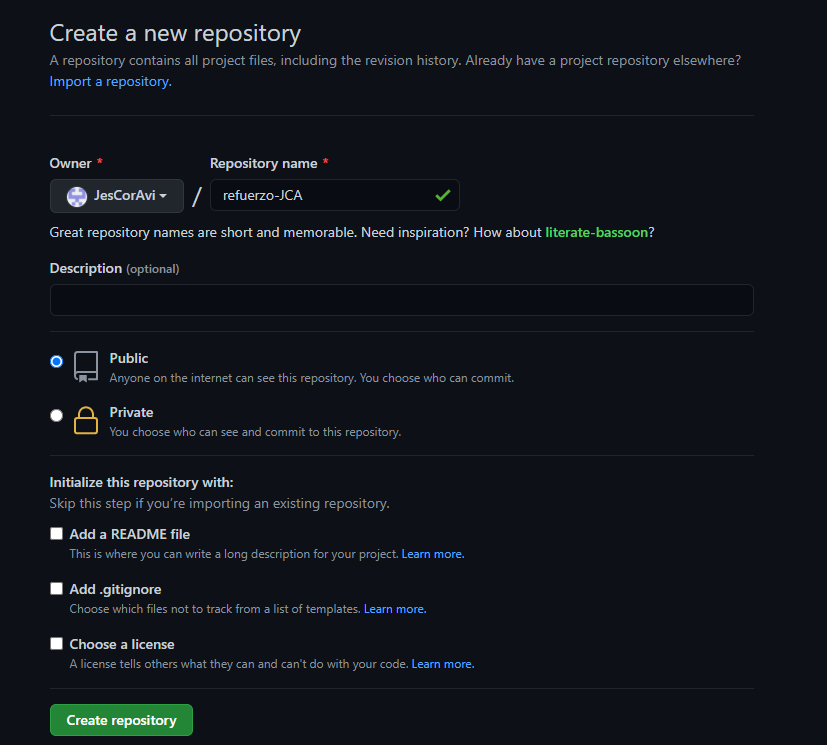 Create a new repository
A repository contains all project files, including the revision history. Already have a project repository elsewhere?
Import a repository.
Owner * Repository name *
JesCorAvi / refuerzo-JCA
Great repository names are short and memorable. Need inspiration? How about literate-bassoon?
Description (optional)
Public
Anyone on the internet can see this repository. You choose who can commit.
Private
You choose who can see and commit to this repository.
Initialize this repository with:
Skip this step if you're importing an existing repository.
Add a README file
This is where you can write a long description for your project. Learn more.
Add .gitignore
Choose which files not to track from a list of templates. Learn more.
Choose a license
A license tells others what they can and can't do with your code. Learn more.
Create repository